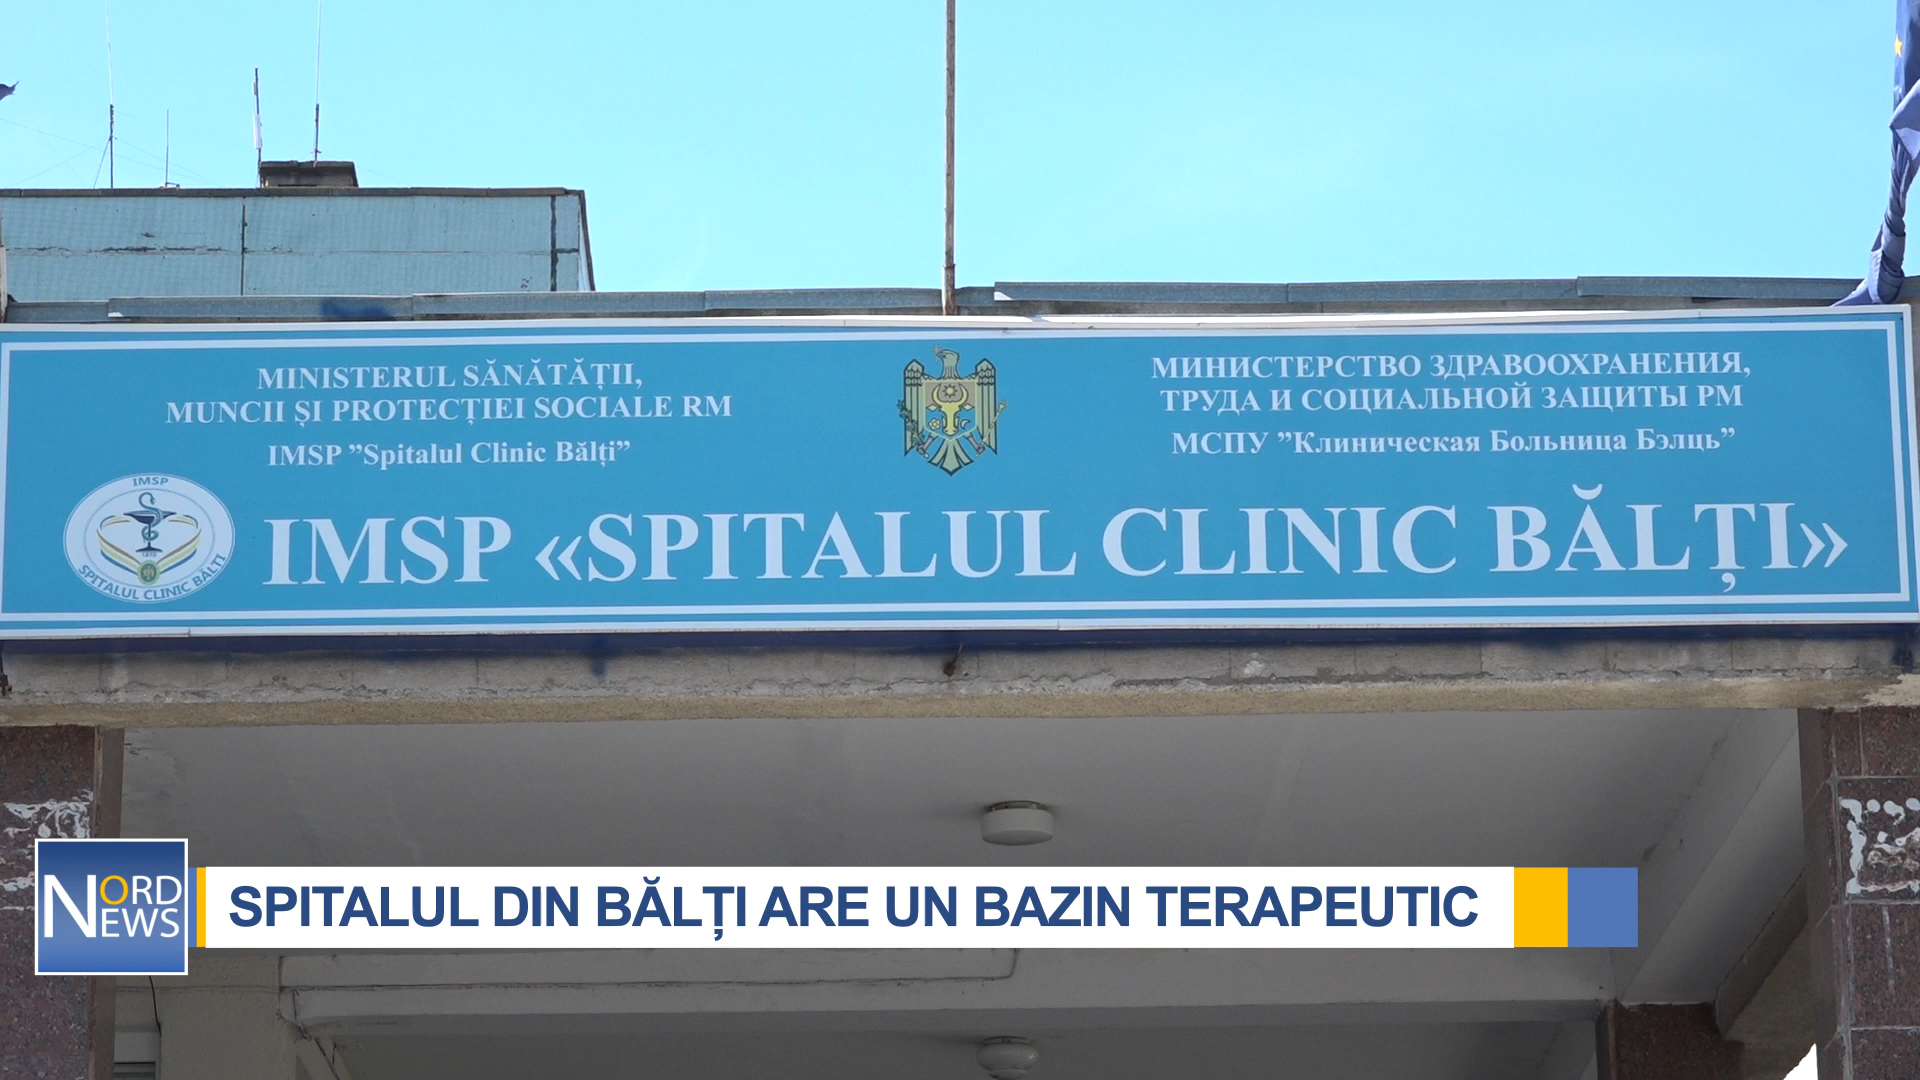 MINISTERUL SĂNĂTĂȚII,
MUNCII ȘI PROTECȚIEI SOCIALE RM
IMSP ”Spitalul Clinic Bălți”
МИНИСТЕРСТВО ЗДРАВООХРАНЕНИЯ,
ТРУДА И СОЦИАЛЬНОЙ ЗАЩИТЫ РМ
МСПУ ”Клиническая Больница Бэлць”
IMSP
1872
SPITALUL CLINIC BĂLȚI
IMSP «SPITALUL CLINIC BĂLȚI»
NORD
NEWS
SPITALUL DIN BĂLȚI ARE UN BAZIN TERAPEUTIC